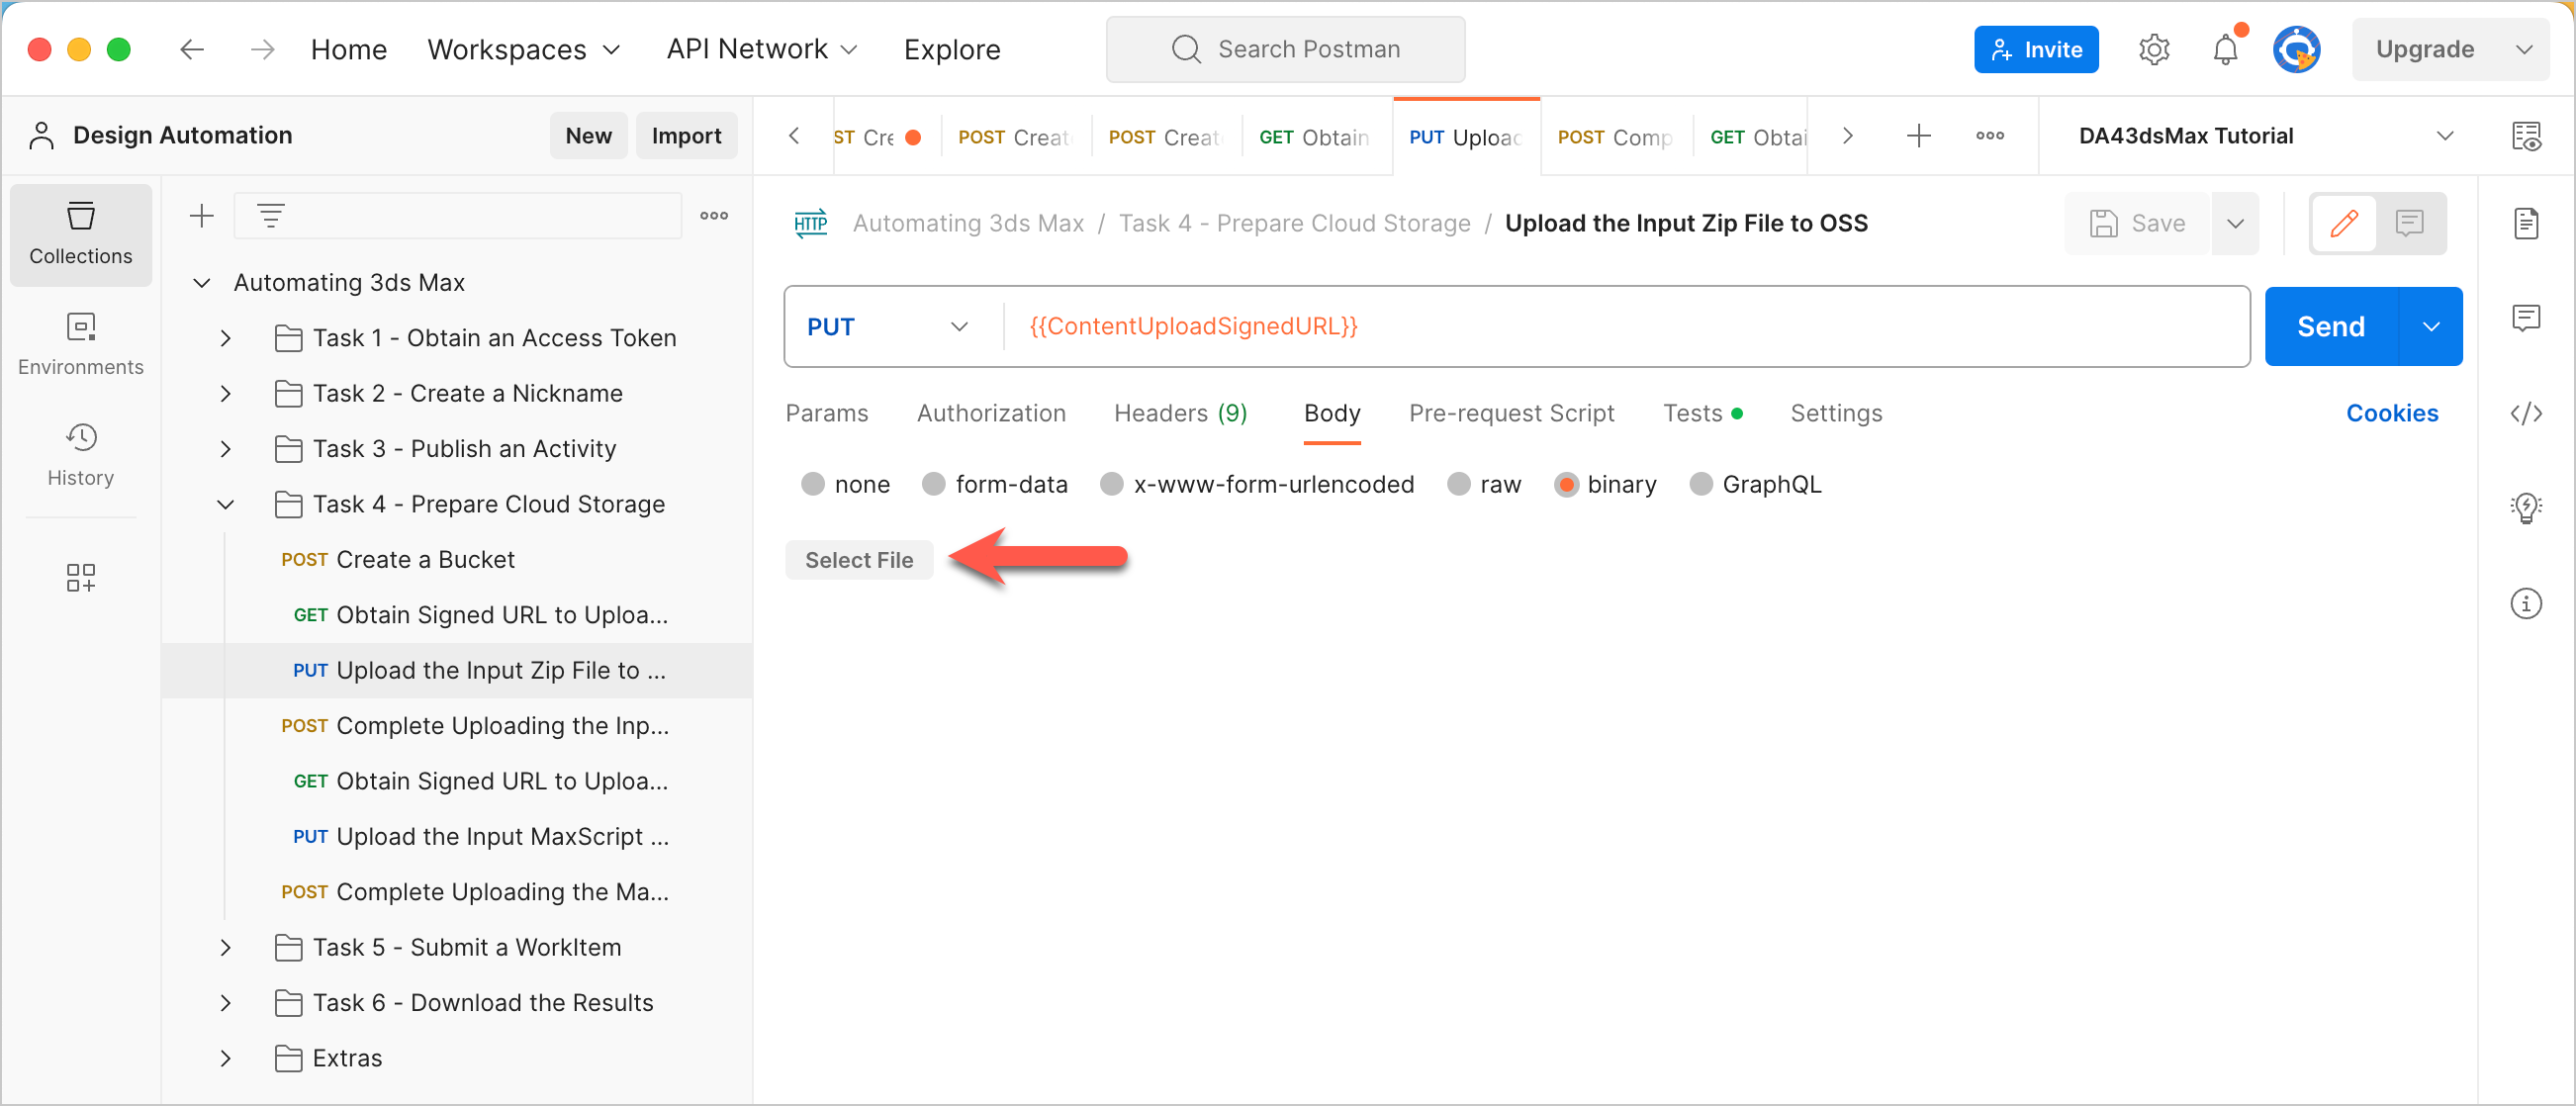 Home Workspaces API Network Explore Search Postman Invite Upgrade
Design Automation New Import
ST Cre POST Create POST Create GET Obtain PUT Upload POST Comp GET Obtai DA43dsMax Tutorial
Collections
Environments
History
Automating 3ds Max
Task 1 - Obtain an Access Token
Task 2 - Create a Nickname
Task 3 - Publish an Activity
Task 4 - Prepare Cloud Storage
POST Create a Bucket
GET Obtain Signed URL to Uploa...
PUT Upload the Input Zip File to ...
POST Complete Uploading the Inp...
GET Obtain Signed URL to Uploa...
PUT Upload the Input MaxScript ...
POST Complete Uploading the Ma...
Task 5 - Submit a WorkItem
Task 6 - Download the Results
Extras
HTTP Automating 3ds Max / Task 4 - Prepare Cloud Storage / Upload the Input Zip File to OSS Save
PUT {{ContentUploadSignedURL}} Send
Params Authorization Headers (9) Body Pre-request Script Tests Settings Cookies
none form-data x-www-form-urlencoded raw binary GraphQL
Select File